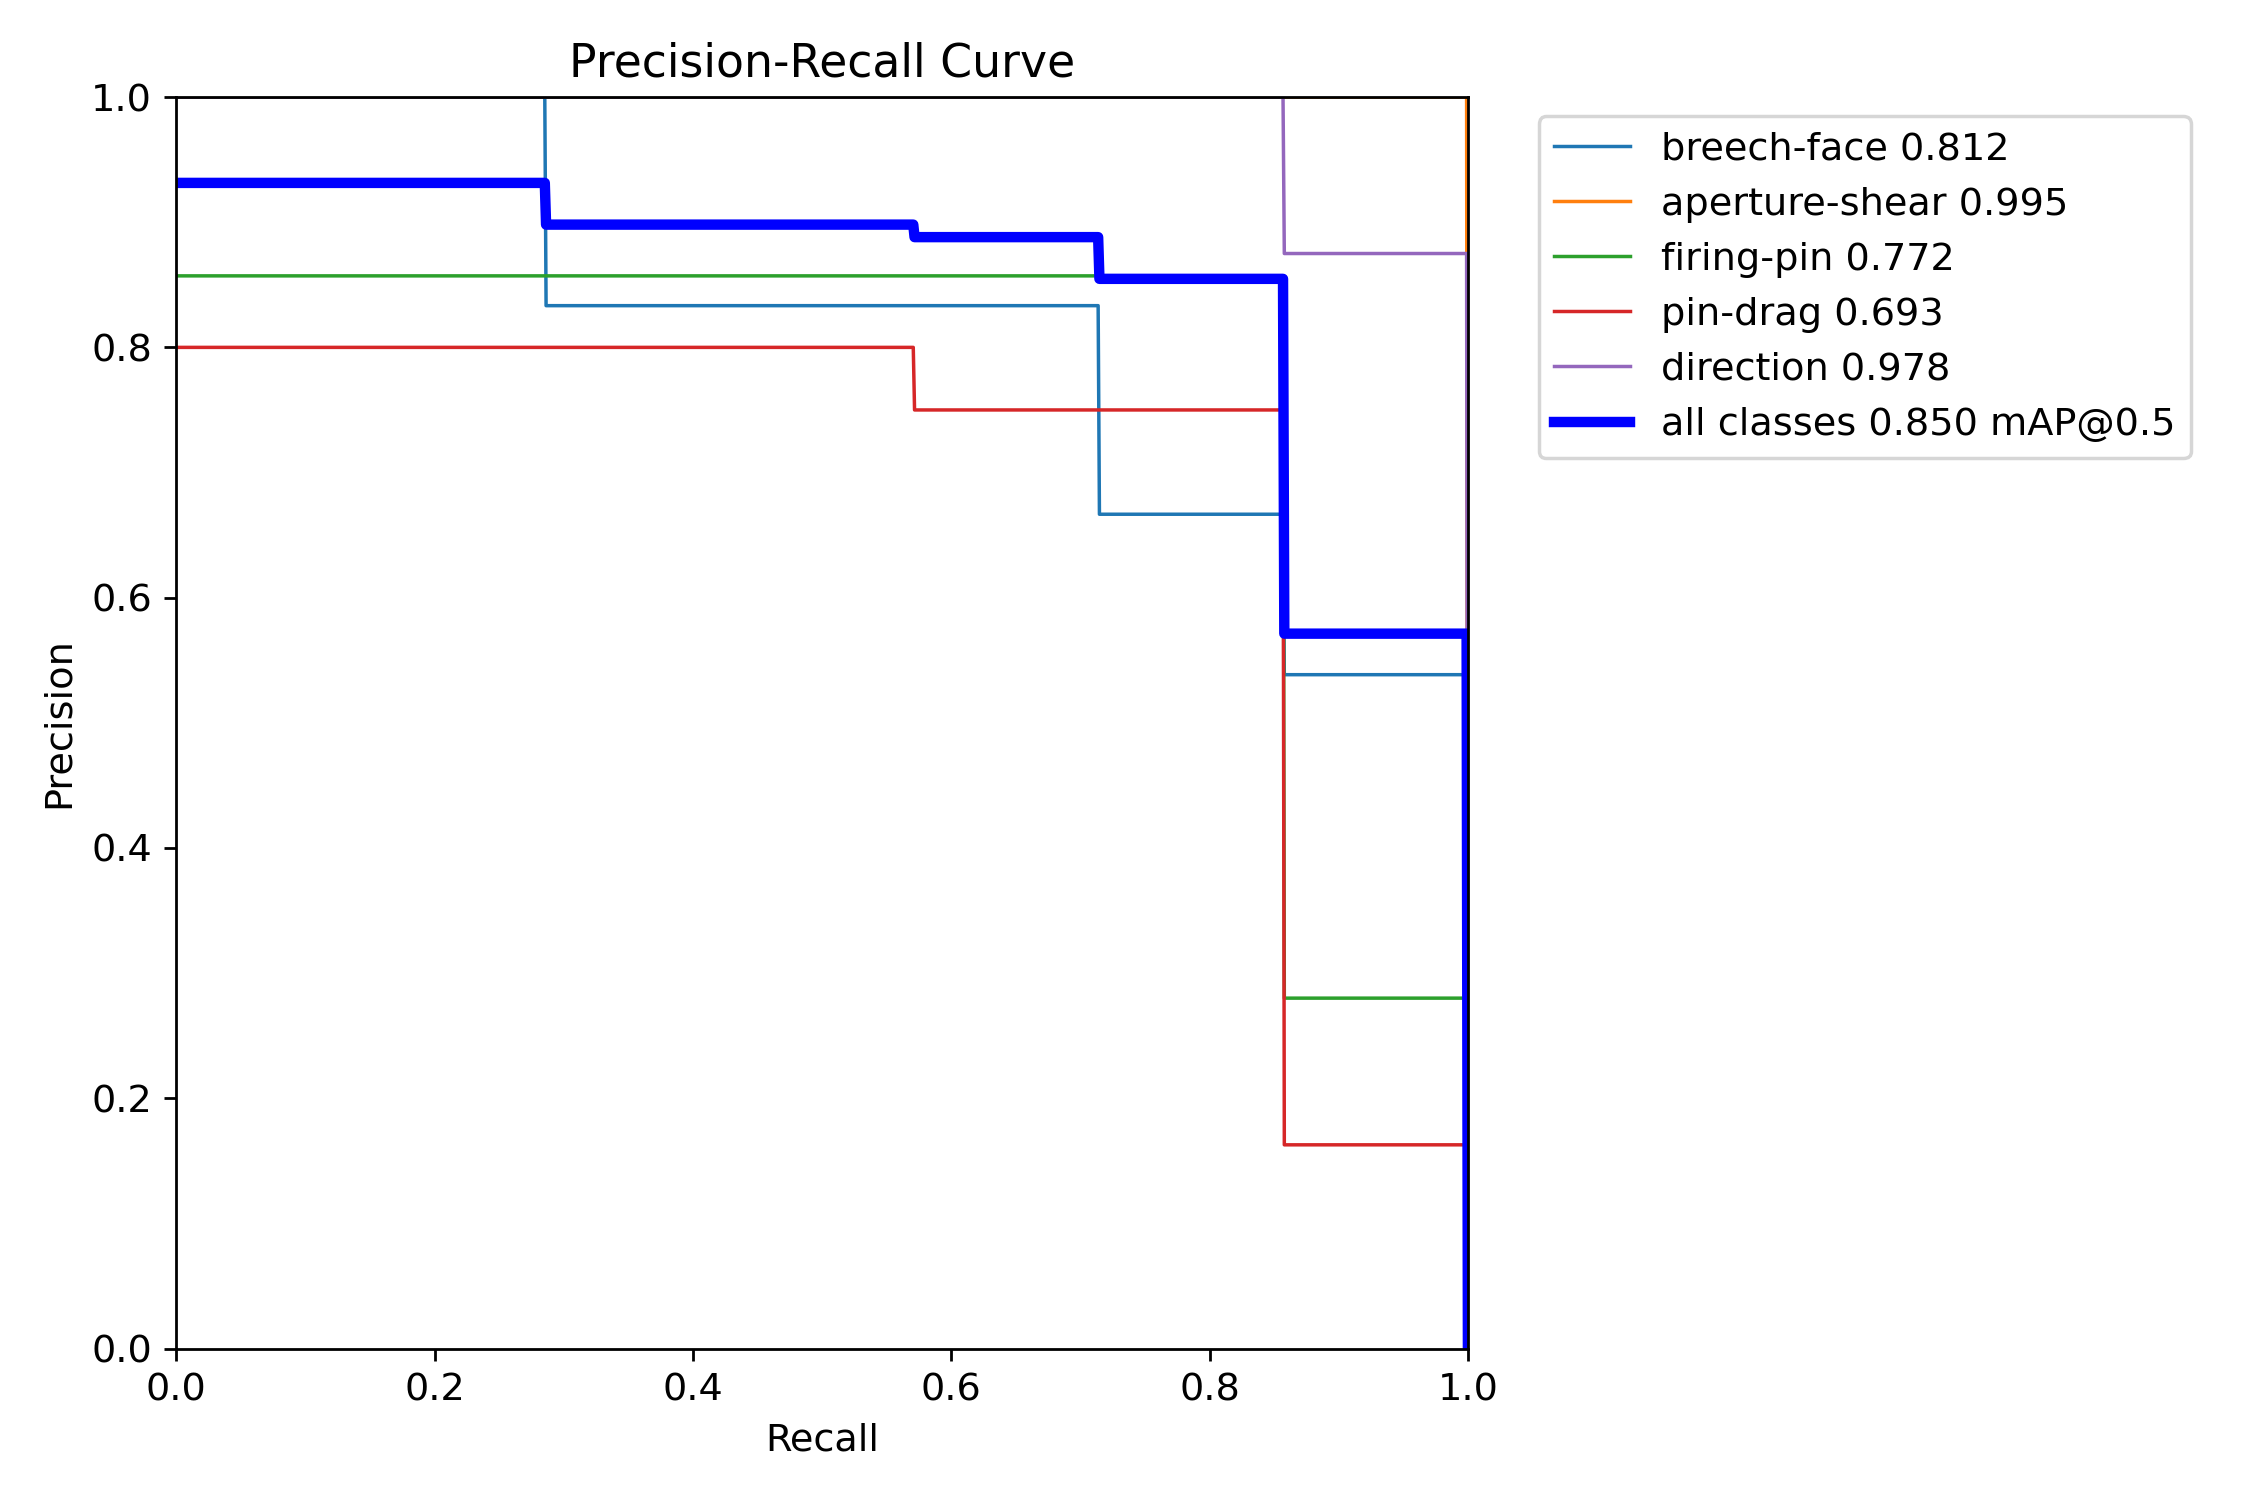 Precision-Recall Curve
1.0
0.8
0.6
0.4
0.2
0.0
Precision
0.0 0.2 0.4 0.6 0.8 1.0
Recall
breech-face 0.812
aperture-shear 0.995
firing-pin 0.772
pin-drag 0.693
direction 0.978
all classes 0.850 mAP@0.5